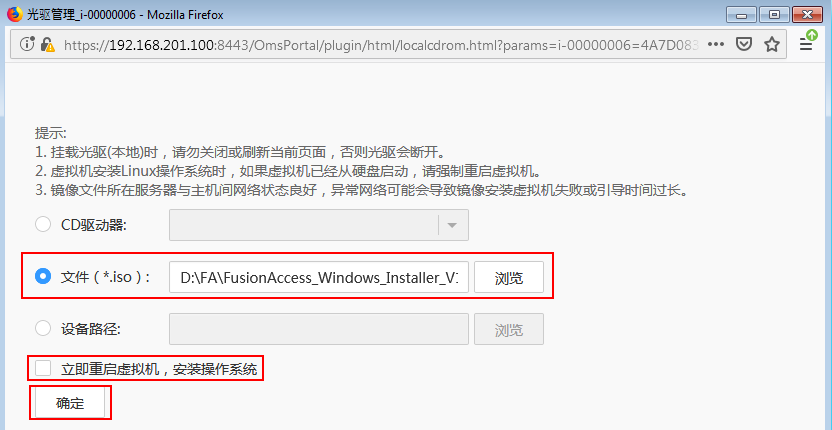 光驱管理_i-00000006 - Mozilla Firefox
https://192.168.201.100:8443/OmsPortal/plugin/html/localcdrom.html?params=i-00000006=4A7D083
提示:
1. 挂载光驱(本地)时，请勿关闭或刷新当前页面，否则光驱会断开。
2. 虚拟机安装Linux操作系统时，如果虚拟机已经从硬盘启动，请强制重启虚拟机。
3. 镜像文件所在服务器与主机间网络状态良好，异常网络可能会导致镜像安装虚拟机失败或引导时间过长。
CD驱动器:
文件 ( *.iso ) : D:\FA\FusionAccess_Windows_Installer_V1 浏览
设备路径: 浏览
立即重启虚拟机，安装操作系统
确定